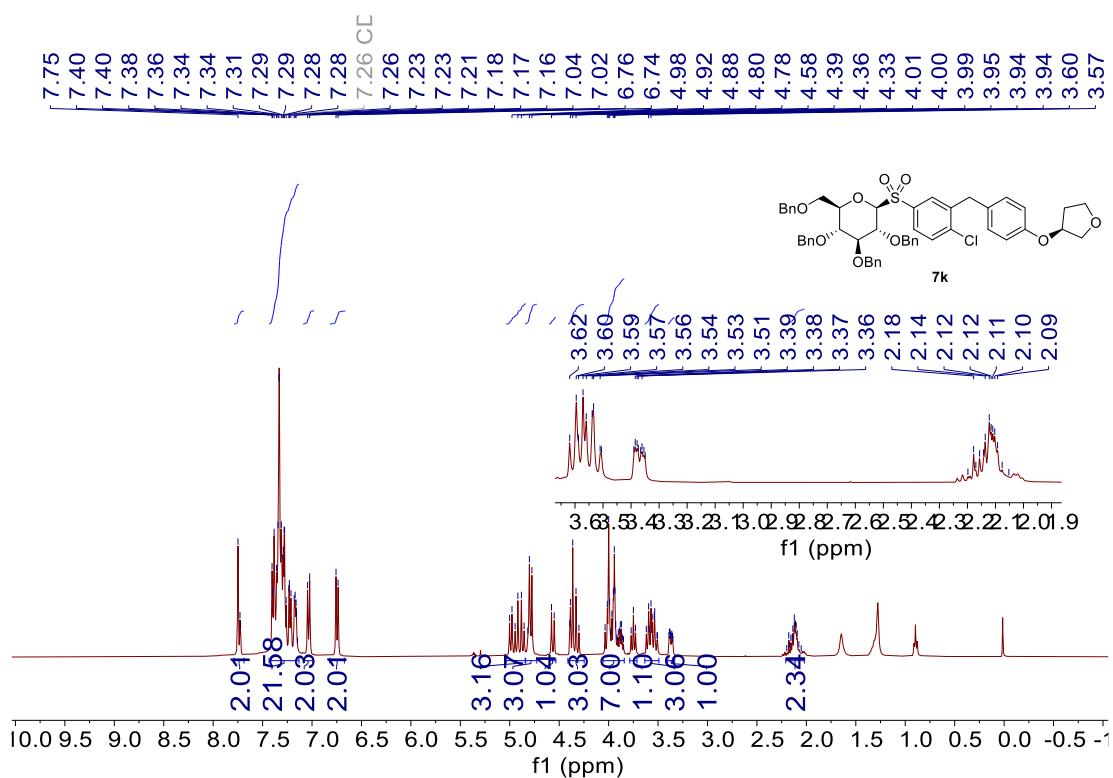 7.75 7.40 7.40 7.38 7.36 7.34 7.34 7.31 7.29 7.29 7.28 7.28 7.26 CD 7.26 7.23 7.23 7.21 7.18 7.17 7.16 7.04 7.02 6.76 6.74 4.98 4.92 4.88 4.80 4.78 4.58 4.39 4.36 4.33 4.01 4.00 3.99 3.95 3.94 3.94 3.60 3.57
O O
S
O
BnO
BnO
OBn
OBn
Cl
O
O
7k
3.62 3.60 3.59 3.57 3.56 3.54 3.53 3.51 3.39 3.38 3.37 3.36 2.18 2.14 2.12 2.12 2.11 2.10 2.09
3.6 3.5 3.4 3.3 3.2 3.1 3.0 2.9 2.8 2.7 2.6 2.5 2.4 2.3 2.2 2.1 2.0 1.9
f1 (ppm)
2.01 21.58 2.03 2.01 3.16 3.07 1.04 3.03 7.00 1.10 3.06 1.00 2.34
10.0 9.5 9.0 8.5 8.0 7.5 7.0 6.5 6.0 5.5 5.0 4.5 4.0 3.5 3.0 2.5 2.0 1.5 1.0 0.5 0.0 -0.5 -1
f1 (ppm)